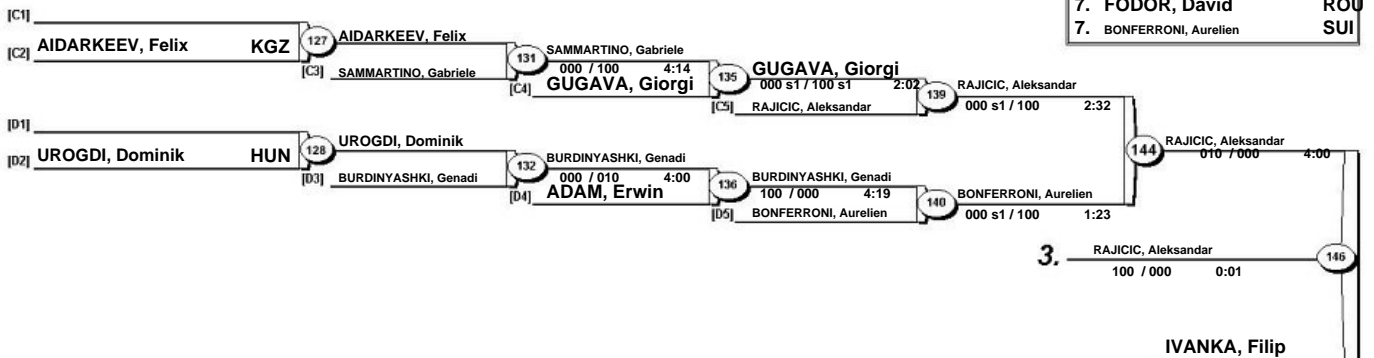 7. FODOR, David ROU
7. BONFERRONI, Aurelien SUI
[C1]
[C2] AIDARKEEV, Felix KGZ
127
AIDARKEEV, Felix
[C3] SAMMARTINO, Gabriele
131
SAMMARTINO, Gabriele
000 / 100 4:14
[C4] GUGAVA, Giorgi
135
GUGAVA, Giorgi
000 s1 / 100 s1 2:02
[C5] RAJICIC, Aleksandar
139
RAJICIC, Aleksandar
000 s1 / 100 2:32
[D1]
[D2] UROGDI, Dominik HUN
128
UROGDI, Dominik
[D3] BURDINYASHKI, Genadi
132
BURDINYASHKI, Genadi
000 / 010 4:00
[D4] ADAM, Erwin
136
BURDINYASHKI, Genadi
100 / 000 4:19
[D5] BONFERRONI, Aurelien
140
BONFERRONI, Aurelien
000 s1 / 100 1:23
144
RAJICIC, Aleksandar
010 / 000 4:00
3. RAJICIC, Aleksandar
100 / 000 0:01
146
IVANKA, Filip